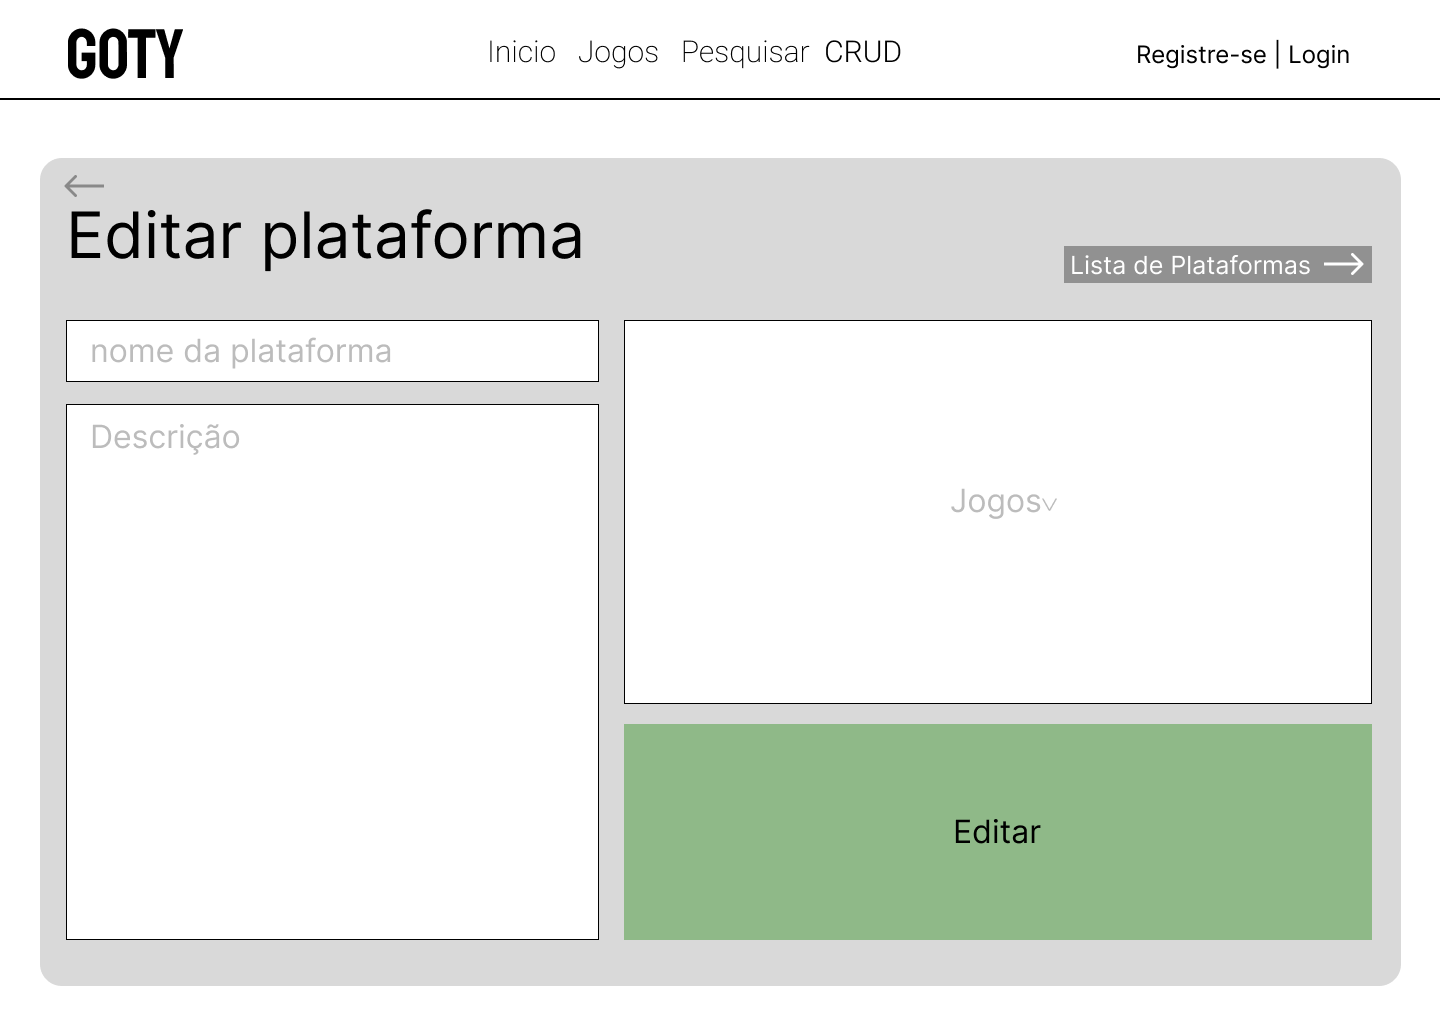 GOTY
Inicio Jogos Pesquisar CRUD
Registre-se | Login
Editar plataforma
Lista de Plataformas
nome da plataforma
Descrição
Jogos
Editar